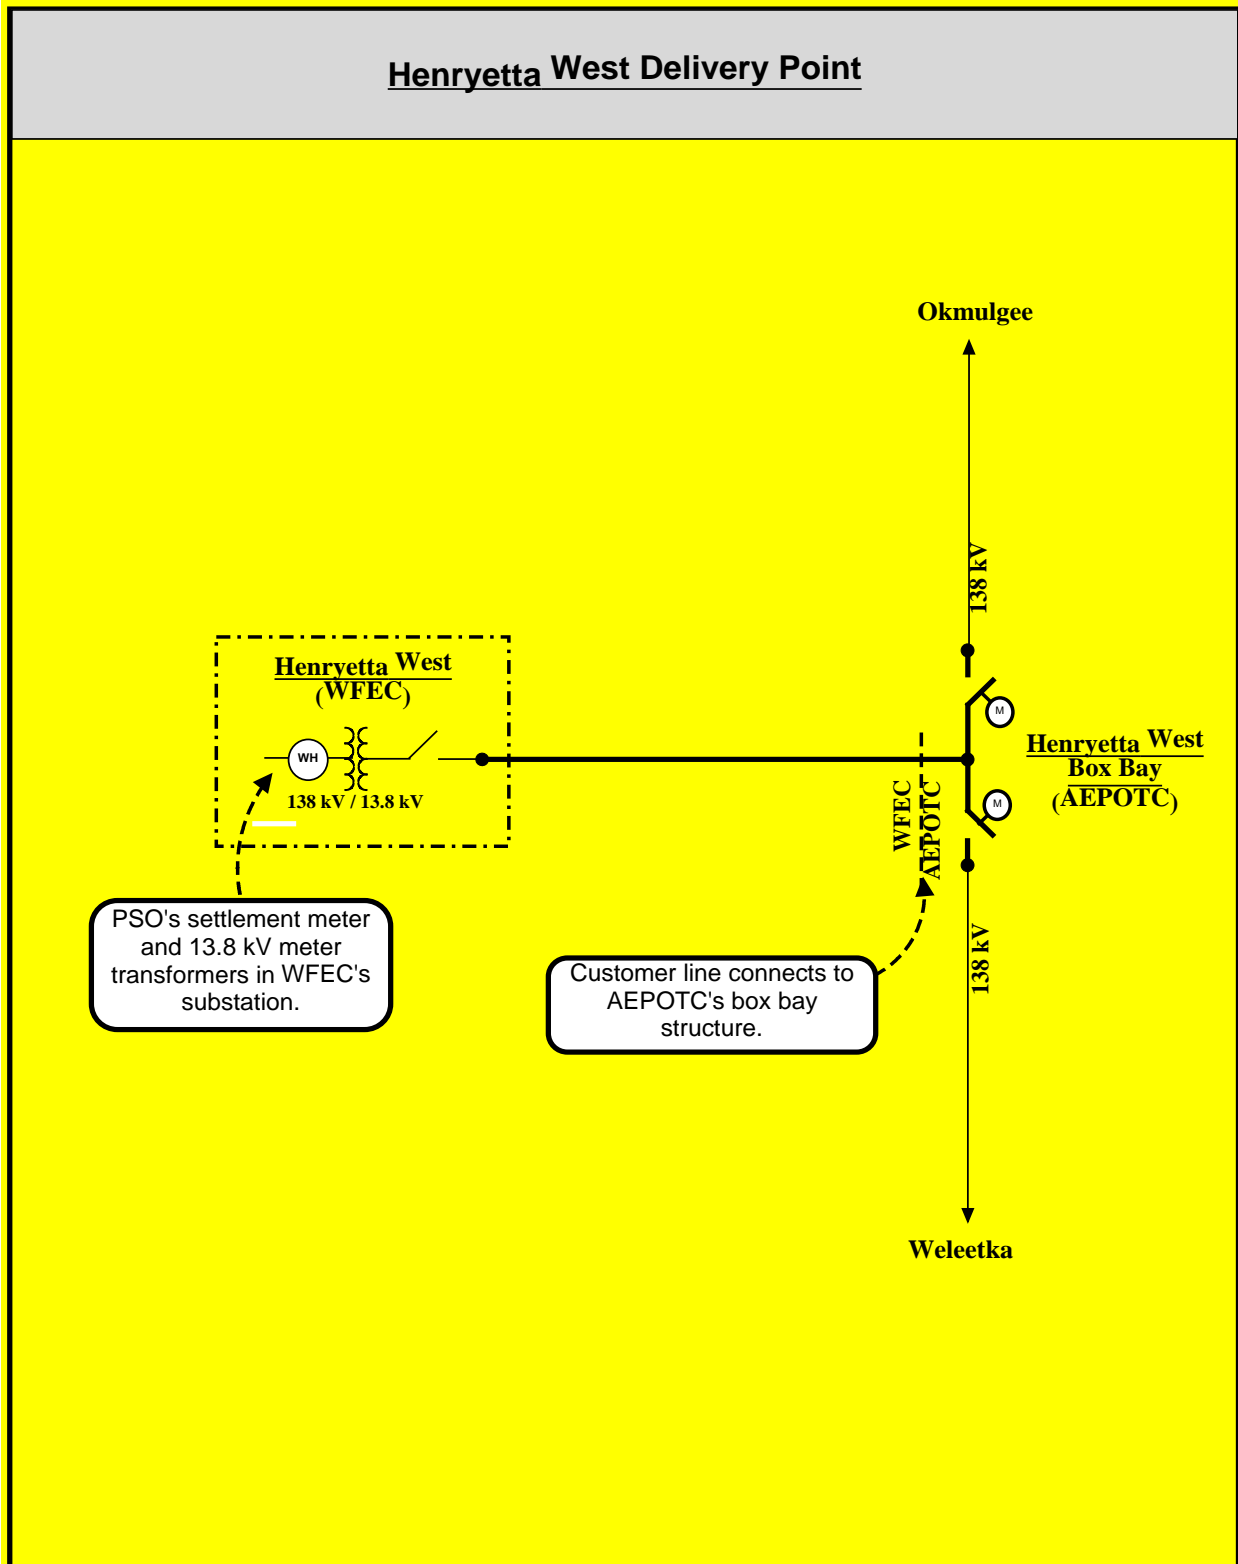 Henryetta West Delivery Point
Okmulgee
138 kV
Henryetta West
(WFEC)
WH
138 kV / 13.8 kV
M
Henryetta West
Box Bay
(AEPOTC)
M
WFEC
AEPOTC
PSO's settlement meter
and 13.8 kV meter
transformers in WFEC's
substation.
Customer line connects to
AEPOTC's box bay
structure.
138 kV
Weleetka